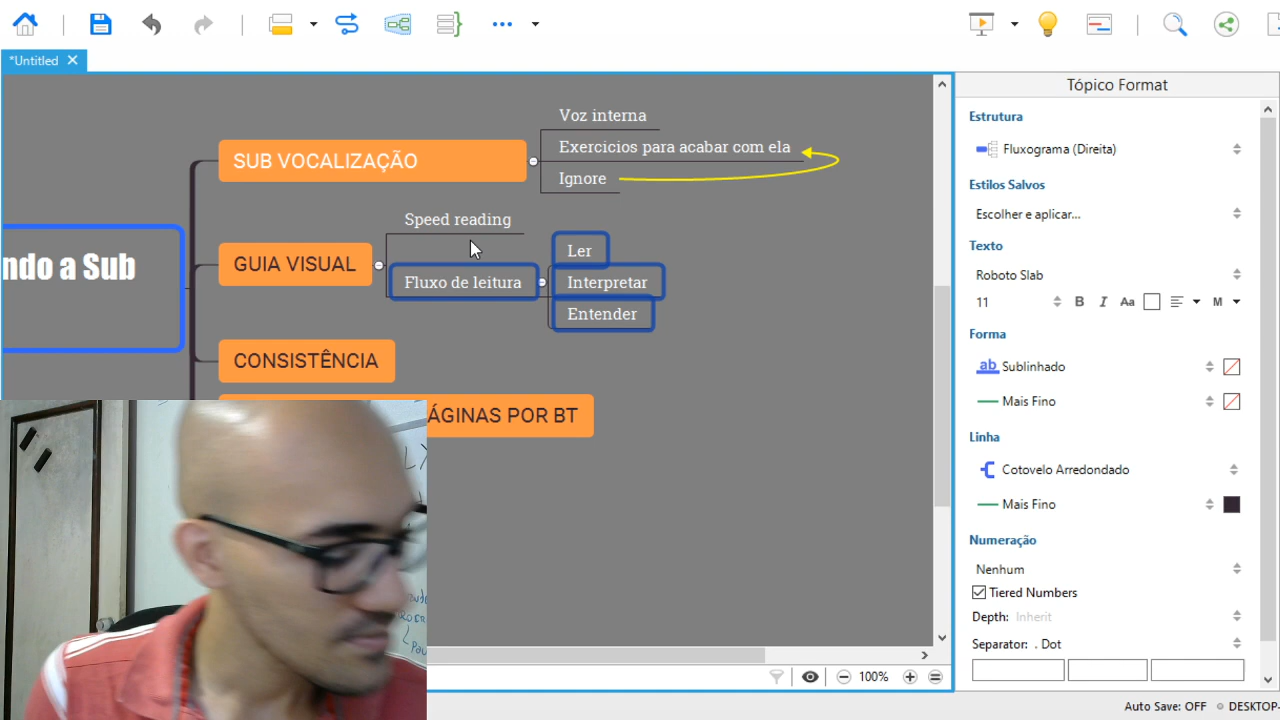 *Untitled
Tópico Format
Estrutura
Fluxograma (Direita)
Estilos Salvos
Escolher e aplicar...
Texto
Roboto Slab
11
B I Aa M
Forma
ab Sublinhado
Mais Fino
Linha
Cotovelo Arredondado
Mais Fino
Numeração
Nenhum
Tiered Numbers
Depth: Inherit
Separator: . Dot
ndo a Sub
SUB VOCALIZAÇÃO
Voz interna
Exercicios para acabar com ela
Ignore
GUIA VISUAL
Speed reading
Fluxo de leitura
Ler
Interpretar
Entender
CONSISTÊNCIA
ÁGINAS POR BT
100%
Auto Save: OFF
DESKTOP-